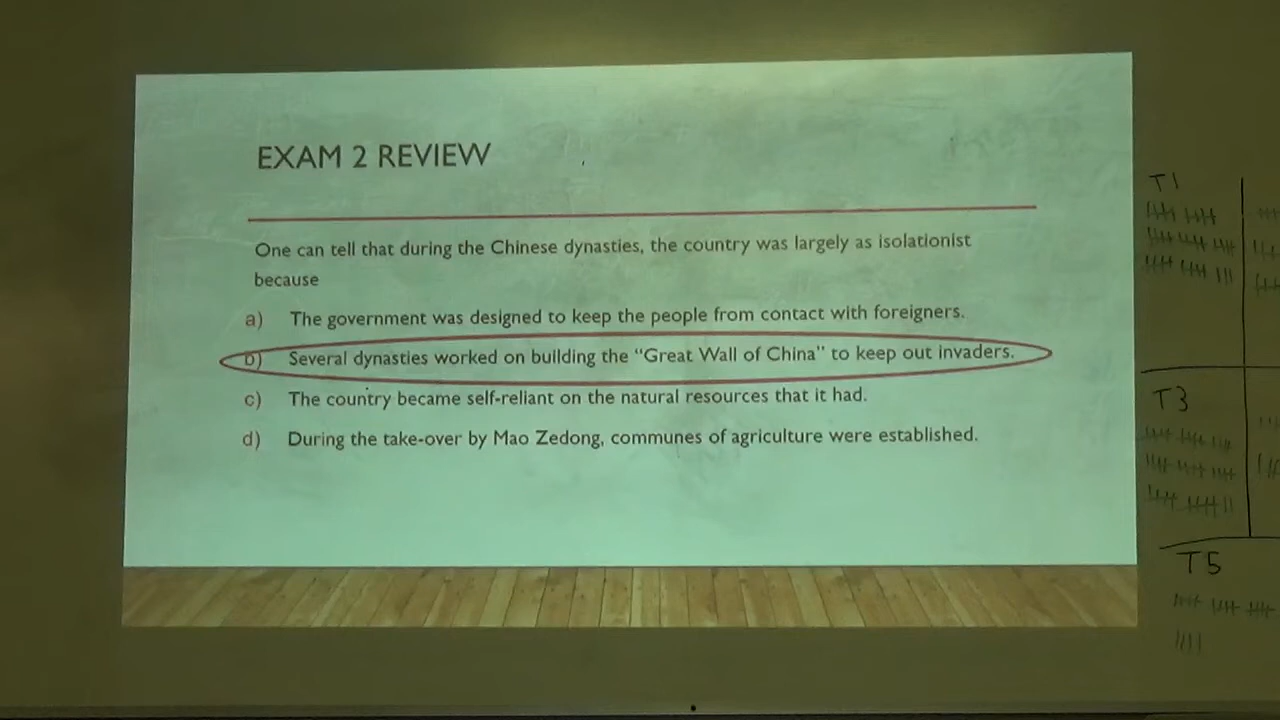 EXAM 2 REVIEW
One can tell that during the Chinese dynasties, the country was largely as isolationist
because
a) The government was designed to keep the people from contact with foreigners.
b) Several dynasties worked on building the “Great Wall of China” to keep out invaders.
c) The country became self-reliant on the natural resources that it had.
d) During the take-over by Mao Zedong, communes of agriculture were established.
T1
T3
T5